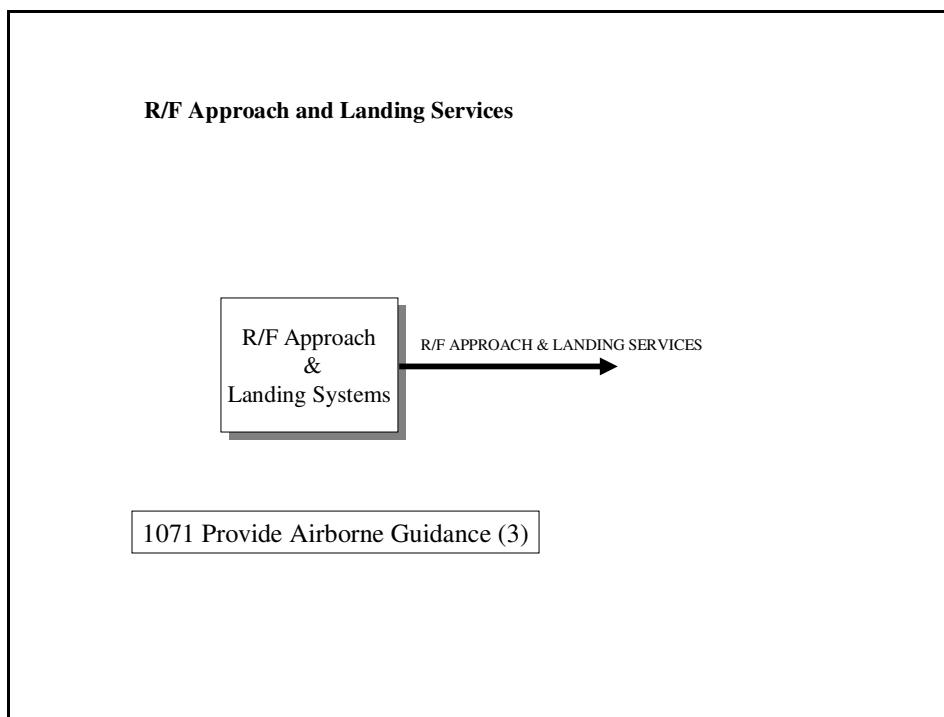 R/F Approach and Landing Services
R/F Approach
&
Landing Systems
R/F APPROACH & LANDING SERVICES
1071 Provide Airborne Guidance (3)